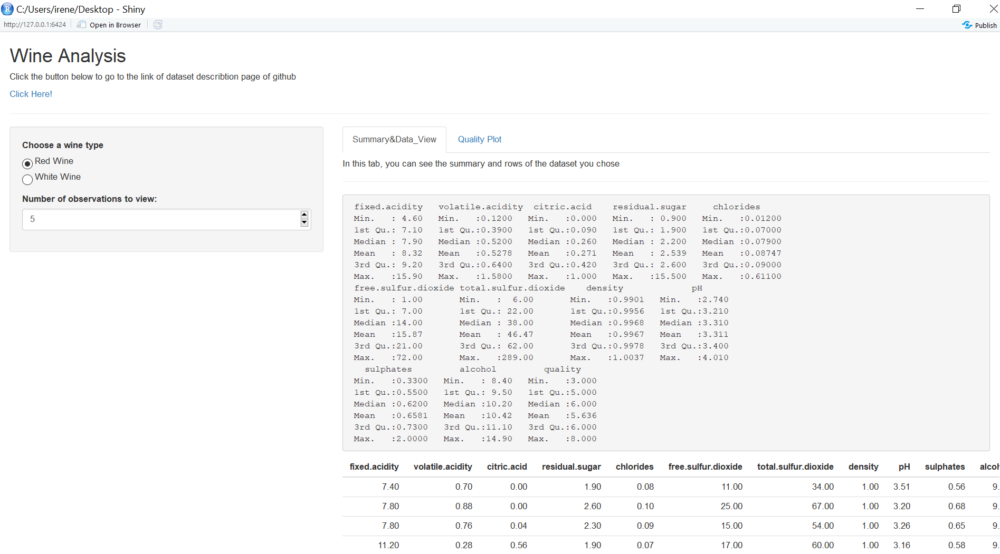 C:/Users/irene/Desktop - Shiny
http://127.0.0.1:6424 Open in Browser Publish
Wine Analysis
Click the button below to go to the link of dataset describtion page of github
Click Here!
Choose a wine type
Red Wine
White Wine
Number of observations to view:
5
Summary&Data_View Quality Plot
In this tab, you can see the summary and rows of the dataset you chose
fixed.acidity volatile.acidity citric.acid residual.sugar chlorides
Min. : 4.60 Min. :0.1200 Min. :0.000 Min. : 0.900 Min. :0.01200
1st Qu.: 7.10 1st Qu.:0.3900 1st Qu.:0.090 1st Qu.: 1.900 1st Qu.:0.07000
Median : 7.90 Median :0.5200 Median :0.260 Median : 2.200 Median :0.07900
Mean : 8.32 Mean :0.5278 Mean :0.271 Mean : 2.539 Mean :0.08747
3rd Qu.: 9.20 3rd Qu.:0.6400 3rd Qu.:0.420 3rd Qu.: 2.600 3rd Qu.:0.09000
Max. :15.90 Max. :1.5800 Max. :1.000 Max. :15.500 Max. :0.61100
free.sulfur.dioxide total.sulfur.dioxide density pH
Min. : 1.00 Min. : 6.00 Min. :0.9901 Min. :2.740
1st Qu.: 7.00 1st Qu.: 22.00 1st Qu.:0.9956 1st Qu.:3.210
Median :14.00 Median : 38.00 Median :0.9968 Median :3.310
Mean :15.87 Mean : 46.47 Mean :0.9967 Mean :3.311
3rd Qu.:21.00 3rd Qu.: 62.00 3rd Qu.:0.9978 3rd Qu.:3.400
Max. :72.00 Max. :289.00 Max. :1.0037 Max. :4.010
sulphates alcohol quality
Min. :0.3300 Min. : 8.40 Min. :3.000
1st Qu.:0.5500 1st Qu.: 9.50 1st Qu.:5.000
Median :0.6200 Median :10.20 Median :6.000
Mean :0.6581 Mean :10.42 Mean :5.636
3rd Qu.:0.7300 3rd Qu.:11.10 3rd Qu.:6.000
Max. :2.0000 Max. :14.90 Max. :8.000
fixed.acidity volatile.acidity citric.acid residual.sugar chlorides free.sulfur.dioxide total.sulfur.dioxide density pH sulphates
7.40 0.70 0.00 1.90 0.08 11.00 34.00 1.00 3.51 0.56 9.
7.80 0.88 0.00 2.60 0.10 25.00 67.00 1.00 3.20 0.68 9.
7.80 0.76 0.04 2.30 0.09 15.00 54.00 1.00 3.26 0.65 9.
11.20 0.28 0.56 1.90 0.07 17.00 60.00 1.00 3.16 0.58 9.